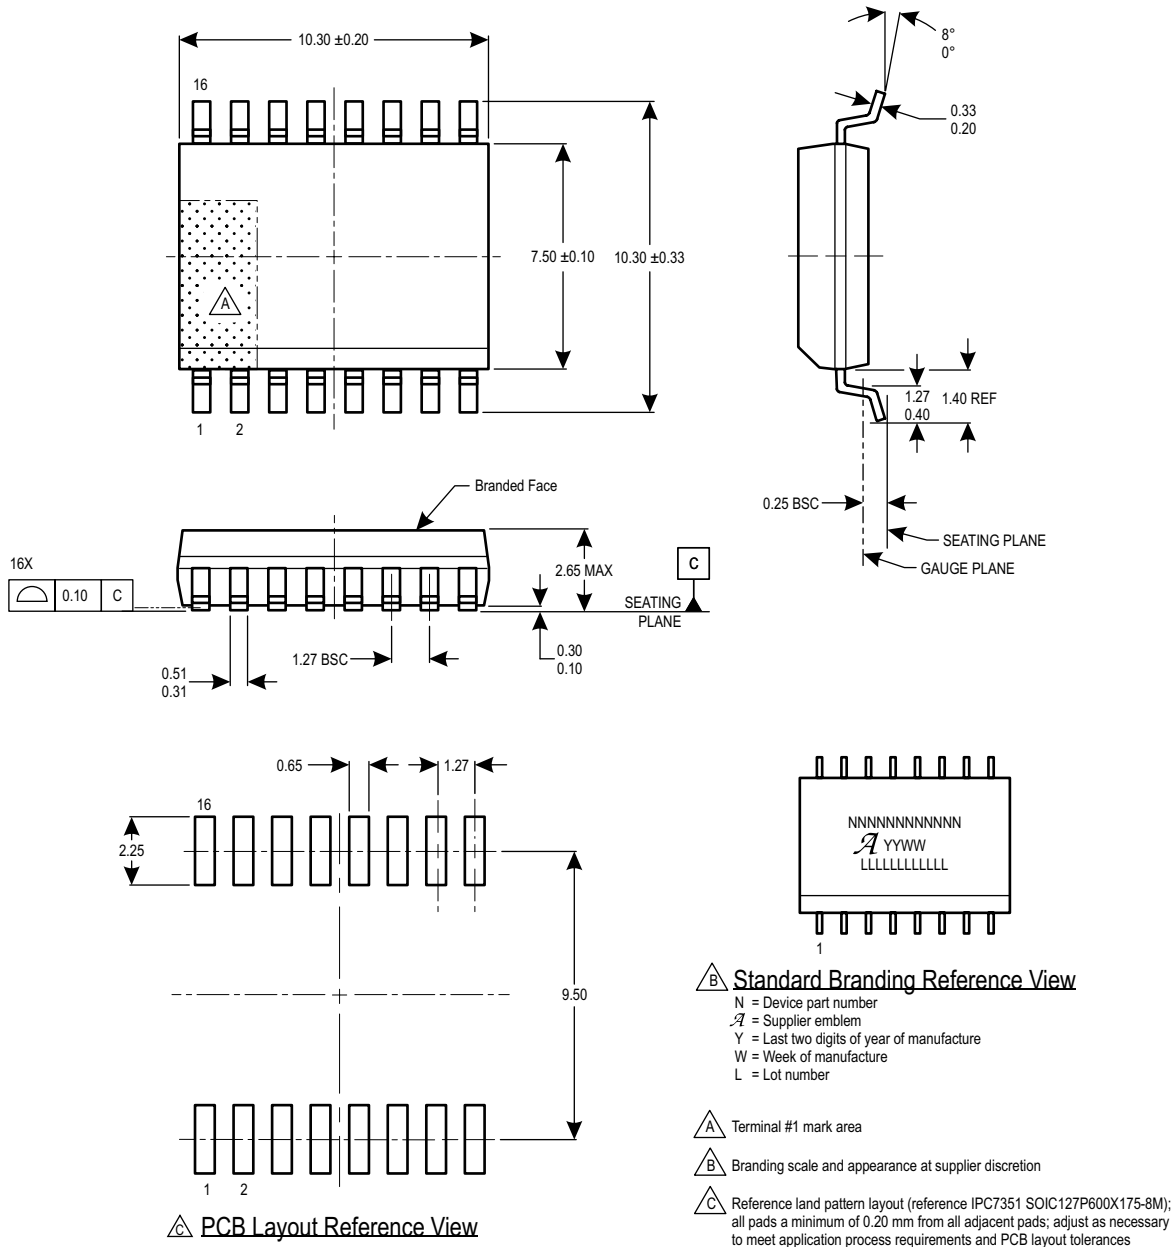 10.30 ±0.20
8°
0°
16
0.33
0.20
7.50 ±0.10
10.30 ±0.33
A
1.27
0.40
1.40 REF
1 2
Branded Face
0.25 BSC
SEATING PLANE
GAUGE PLANE
16X
0.10 C
2.65 MAX
C
SEATING
PLANE
1.27 BSC
0.30
0.10
0.51
0.31
0.65
1.27
16
2.25
9.50
1 2
C PCB Layout Reference View
NNNNNNNNNNNN
A YYWW
LLLLLLLLLLLL
1
B Standard Branding Reference View
N = Device part number
A = Supplier emblem
Y = Last two digits of year of manufacture
W = Week of manufacture
L = Lot number
A Terminal #1 mark area
B Branding scale and appearance at supplier discretion
C Reference land pattern layout (reference IPC7351 SOIC127P600X175-8M);
all pads a minimum of 0.20 mm from all adjacent pads; adjust as necessary
to meet application process requirements and PCB layout tolerances